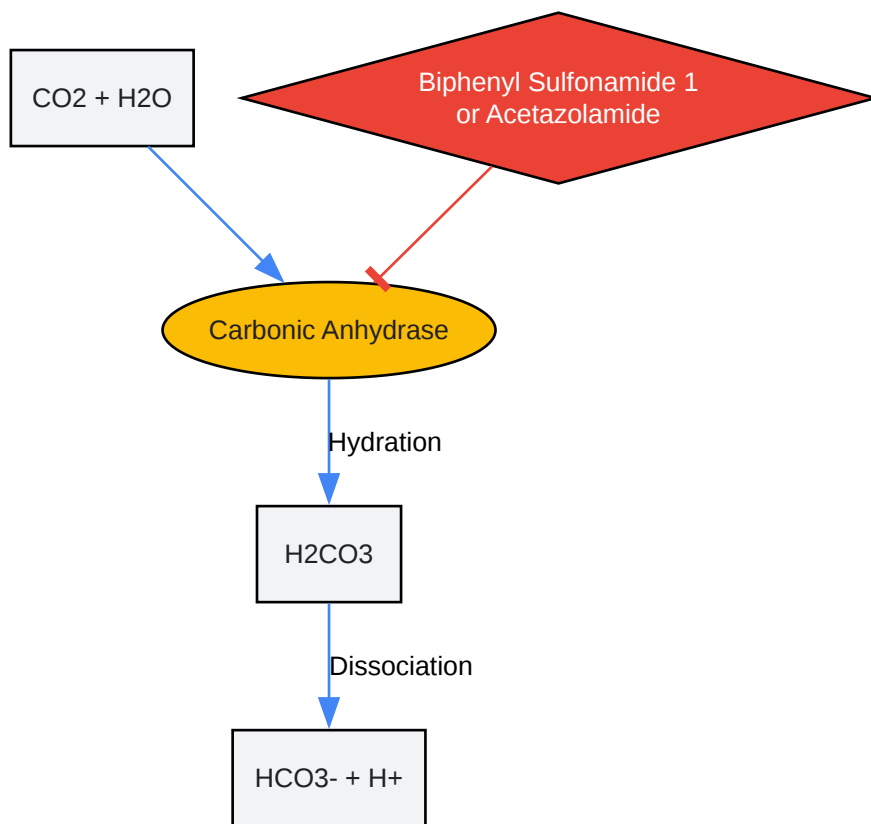 CO2 + H2O
Biphenyl Sulfonamide 1
or Acetazolamide
Carbonic Anhydrase
Hydration
H2CO3
Dissociation
HCO3- + H+